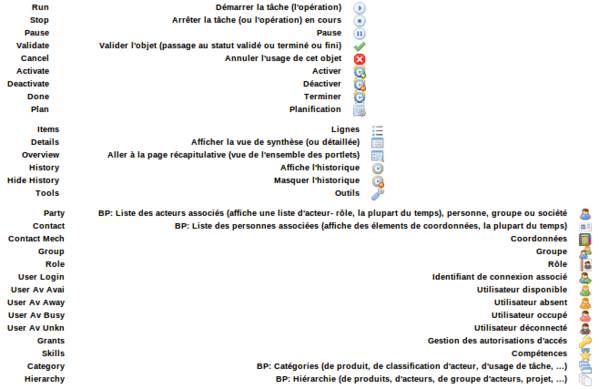 Run Démarrer la tâche (l'opération)
Stop Arrêter la tâche (ou l'opération) en cours
Pause Pause
Validate Valider l'objet (passage au statut validé ou terminé ou fini)
Cancel Annuler l'usage de cet objet
Activate Activer
Deactivate Déactiver
Done Terminer
Plan Planification
Items Lignes
Details Afficher la vue de synthèse (ou détaillée)
Overview Aller à la page récapitulative (vue de l'ensemble des portlets)
History Affiche l'historique
Hide History Masquer l'historique
Tools Outils
Party BP: Liste des acteurs associés (affiche une liste d'acteur- rôle, la plupart du temps), personne, groupe ou société
Contact BP: Liste des personnes associées (affiche des élements de coordonnées, la plupart du temps)
Contact Mech Coordonnées
Group Groupe
Role Rôle
User Login Identifiant de connexion associé
User Av Avai Utilisateur disponible
User Av Away Utilisateur absent
User Av Busy Utilisateur occupé
User Av Unkn Utilisateur déconnecté
Grants Gestion des autorisations d'accés
Skills Compétences
Category BP: Catégories (de produit, de classification d'acteur, d'usage de tâche, ...)
Hierarchy BP: Hiérarchie (de produits, d'acteurs, de groupe d'acteurs, projet, ...)